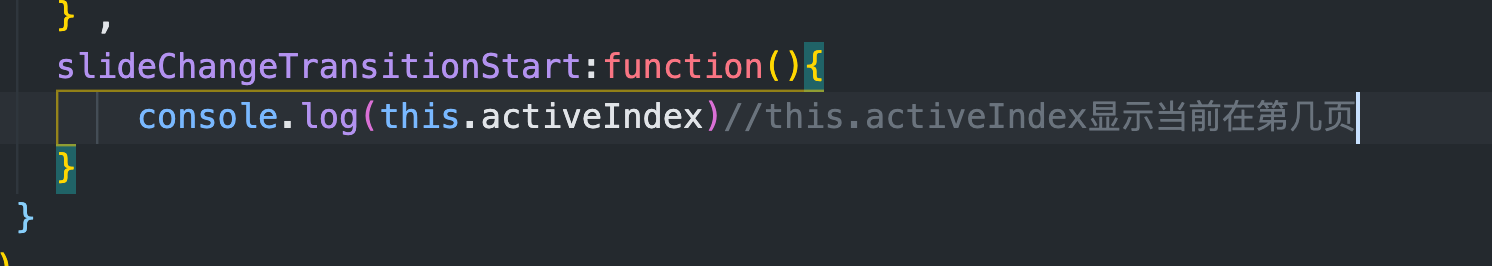 } ,
slideChangeTransitionStart:function(){
console.log(this.activeIndex)//this.activeIndex显示当前在第几页
}
}
)